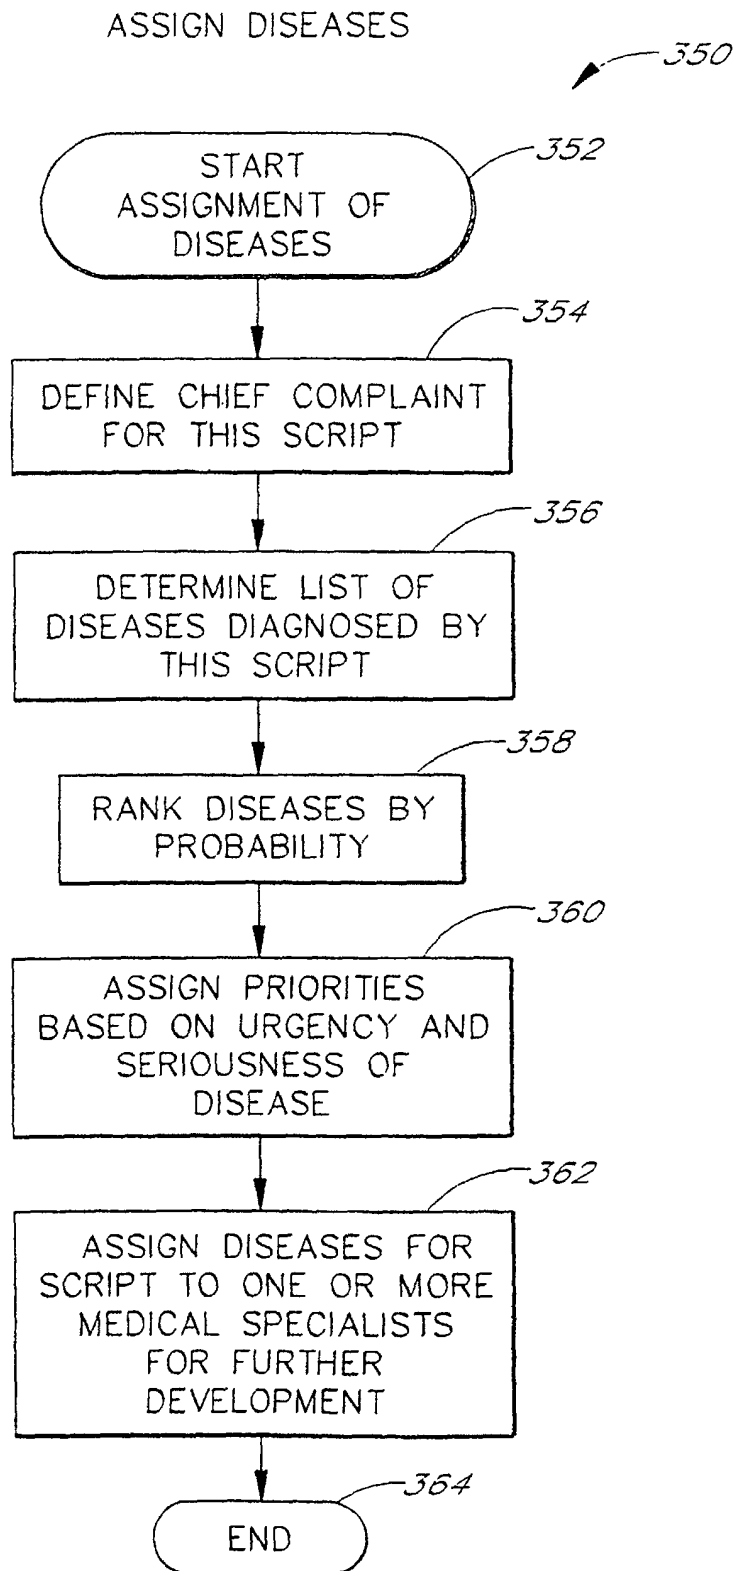 ASSIGN DISEASES
350
352
START
ASSIGNMENT OF
DISEASES
354
DEFINE CHIEF COMPLAINT
FOR THIS SCRIPT
356
DETERMINE LIST OF
DISEASES DIAGNOSED BY
THIS SCRIPT
358
RANK DISEASES BY
PROBABILITY
360
ASSIGN PRIORITIES
BASED ON URGENCY AND
SERIOUSNESS OF
DISEASE
362
ASSIGN DISEASES FOR
SCRIPT TO ONE OR MORE
MEDICAL SPECIALISTS
FOR FURTHER
DEVELOPMENT
364
END